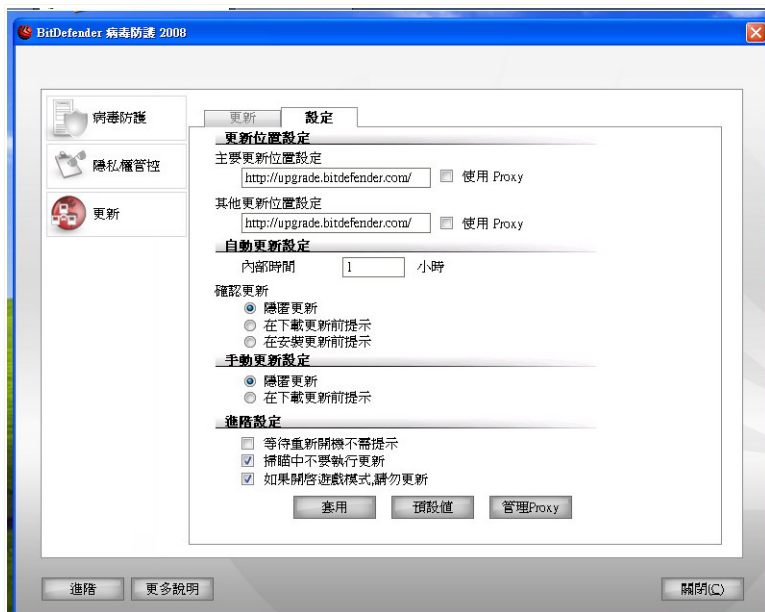 BitDefender 病毒防護 2008
病毒防護
隱私權管控
更新
更新 設定
更新位置設定
主要更新位置設定
http://upgrade.bitdefender.com/ 使用 Proxy
其他更新位置設定
http://upgrade.bitdefender.com/ 使用 Proxy
自動更新設定
內部時間 1 小時
確認更新
隱匿更新
在下載更新前提示
在安裝更新前提示
手動更新設定
隱匿更新
在下載更新前提示
進階設定
等待重新開機不需提示
掃瞄中不要執行更新
如果開啓遊戲模式,請勿更新
套用 預設值 管理Proxy
進階 更多說明 關閉(C)